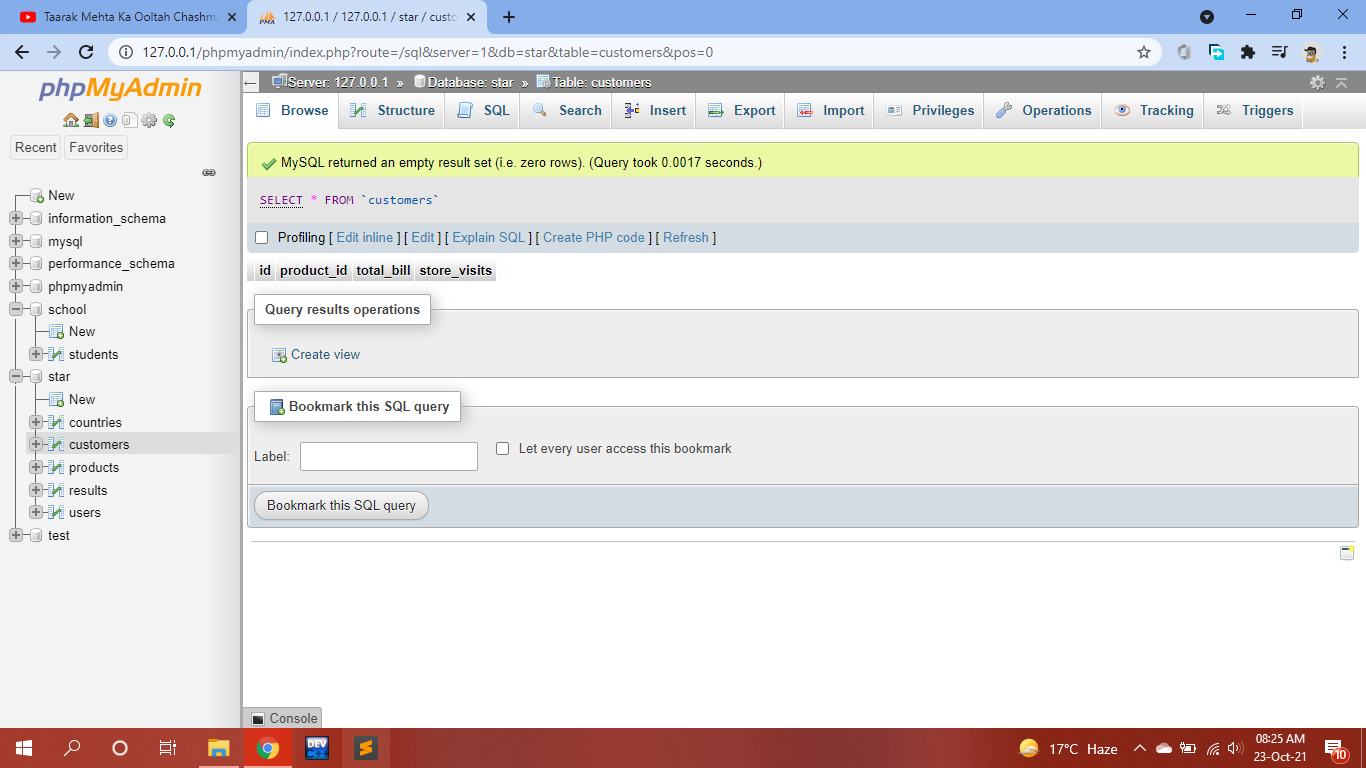 Taarak Mehta Ka Ooltah Chashma
127.0.0.1 / 127.0.0.1 / star / custo
127.0.0.1/phpmyadmin/index.php?route=/sql&server=1&db=star&table=customers&pos=0
phpMyAdmin
Recent Favorites
New
information_schema
mysql
performance_schema
phpmyadmin
school
New
students
star
New
countries
customers
products
results
users
test
Server: 127.0.0.1 » Database: star » Table: customers
Browse Structure SQL Search Insert Export Import Privileges Operations Tracking Triggers
MySQL returned an empty result set (i.e. zero rows). (Query took 0.0017 seconds.)
SELECT * FROM `customers`
Profiling [ Edit inline ] [ Edit ] [ Explain SQL ] [ Create PHP code ] [ Refresh ]
id product_id total_bill store_visits
Query results operations
Create view
Bookmark this SQL query
Label: Let every user access this bookmark
Bookmark this SQL query
Console
DEV
17°C Haze
08:25 AM
23-Oct-21
10